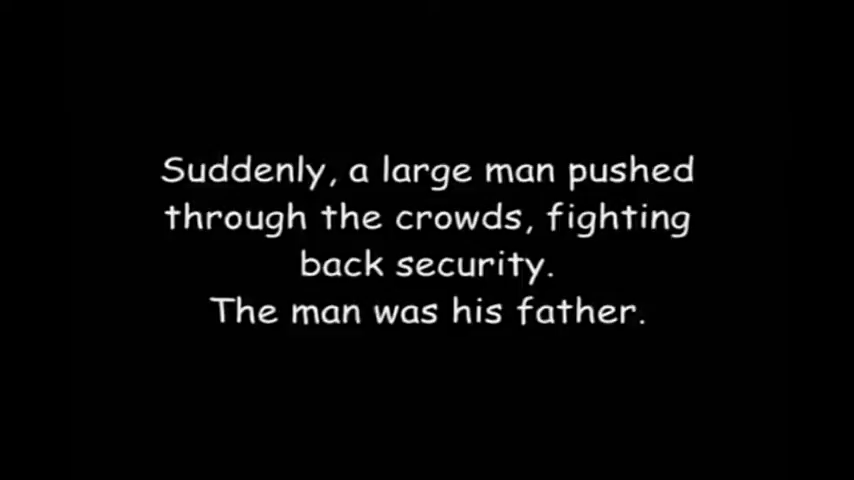 Suddenly, a large man pushed
through the crowds, fighting
back security.
The man was his father.